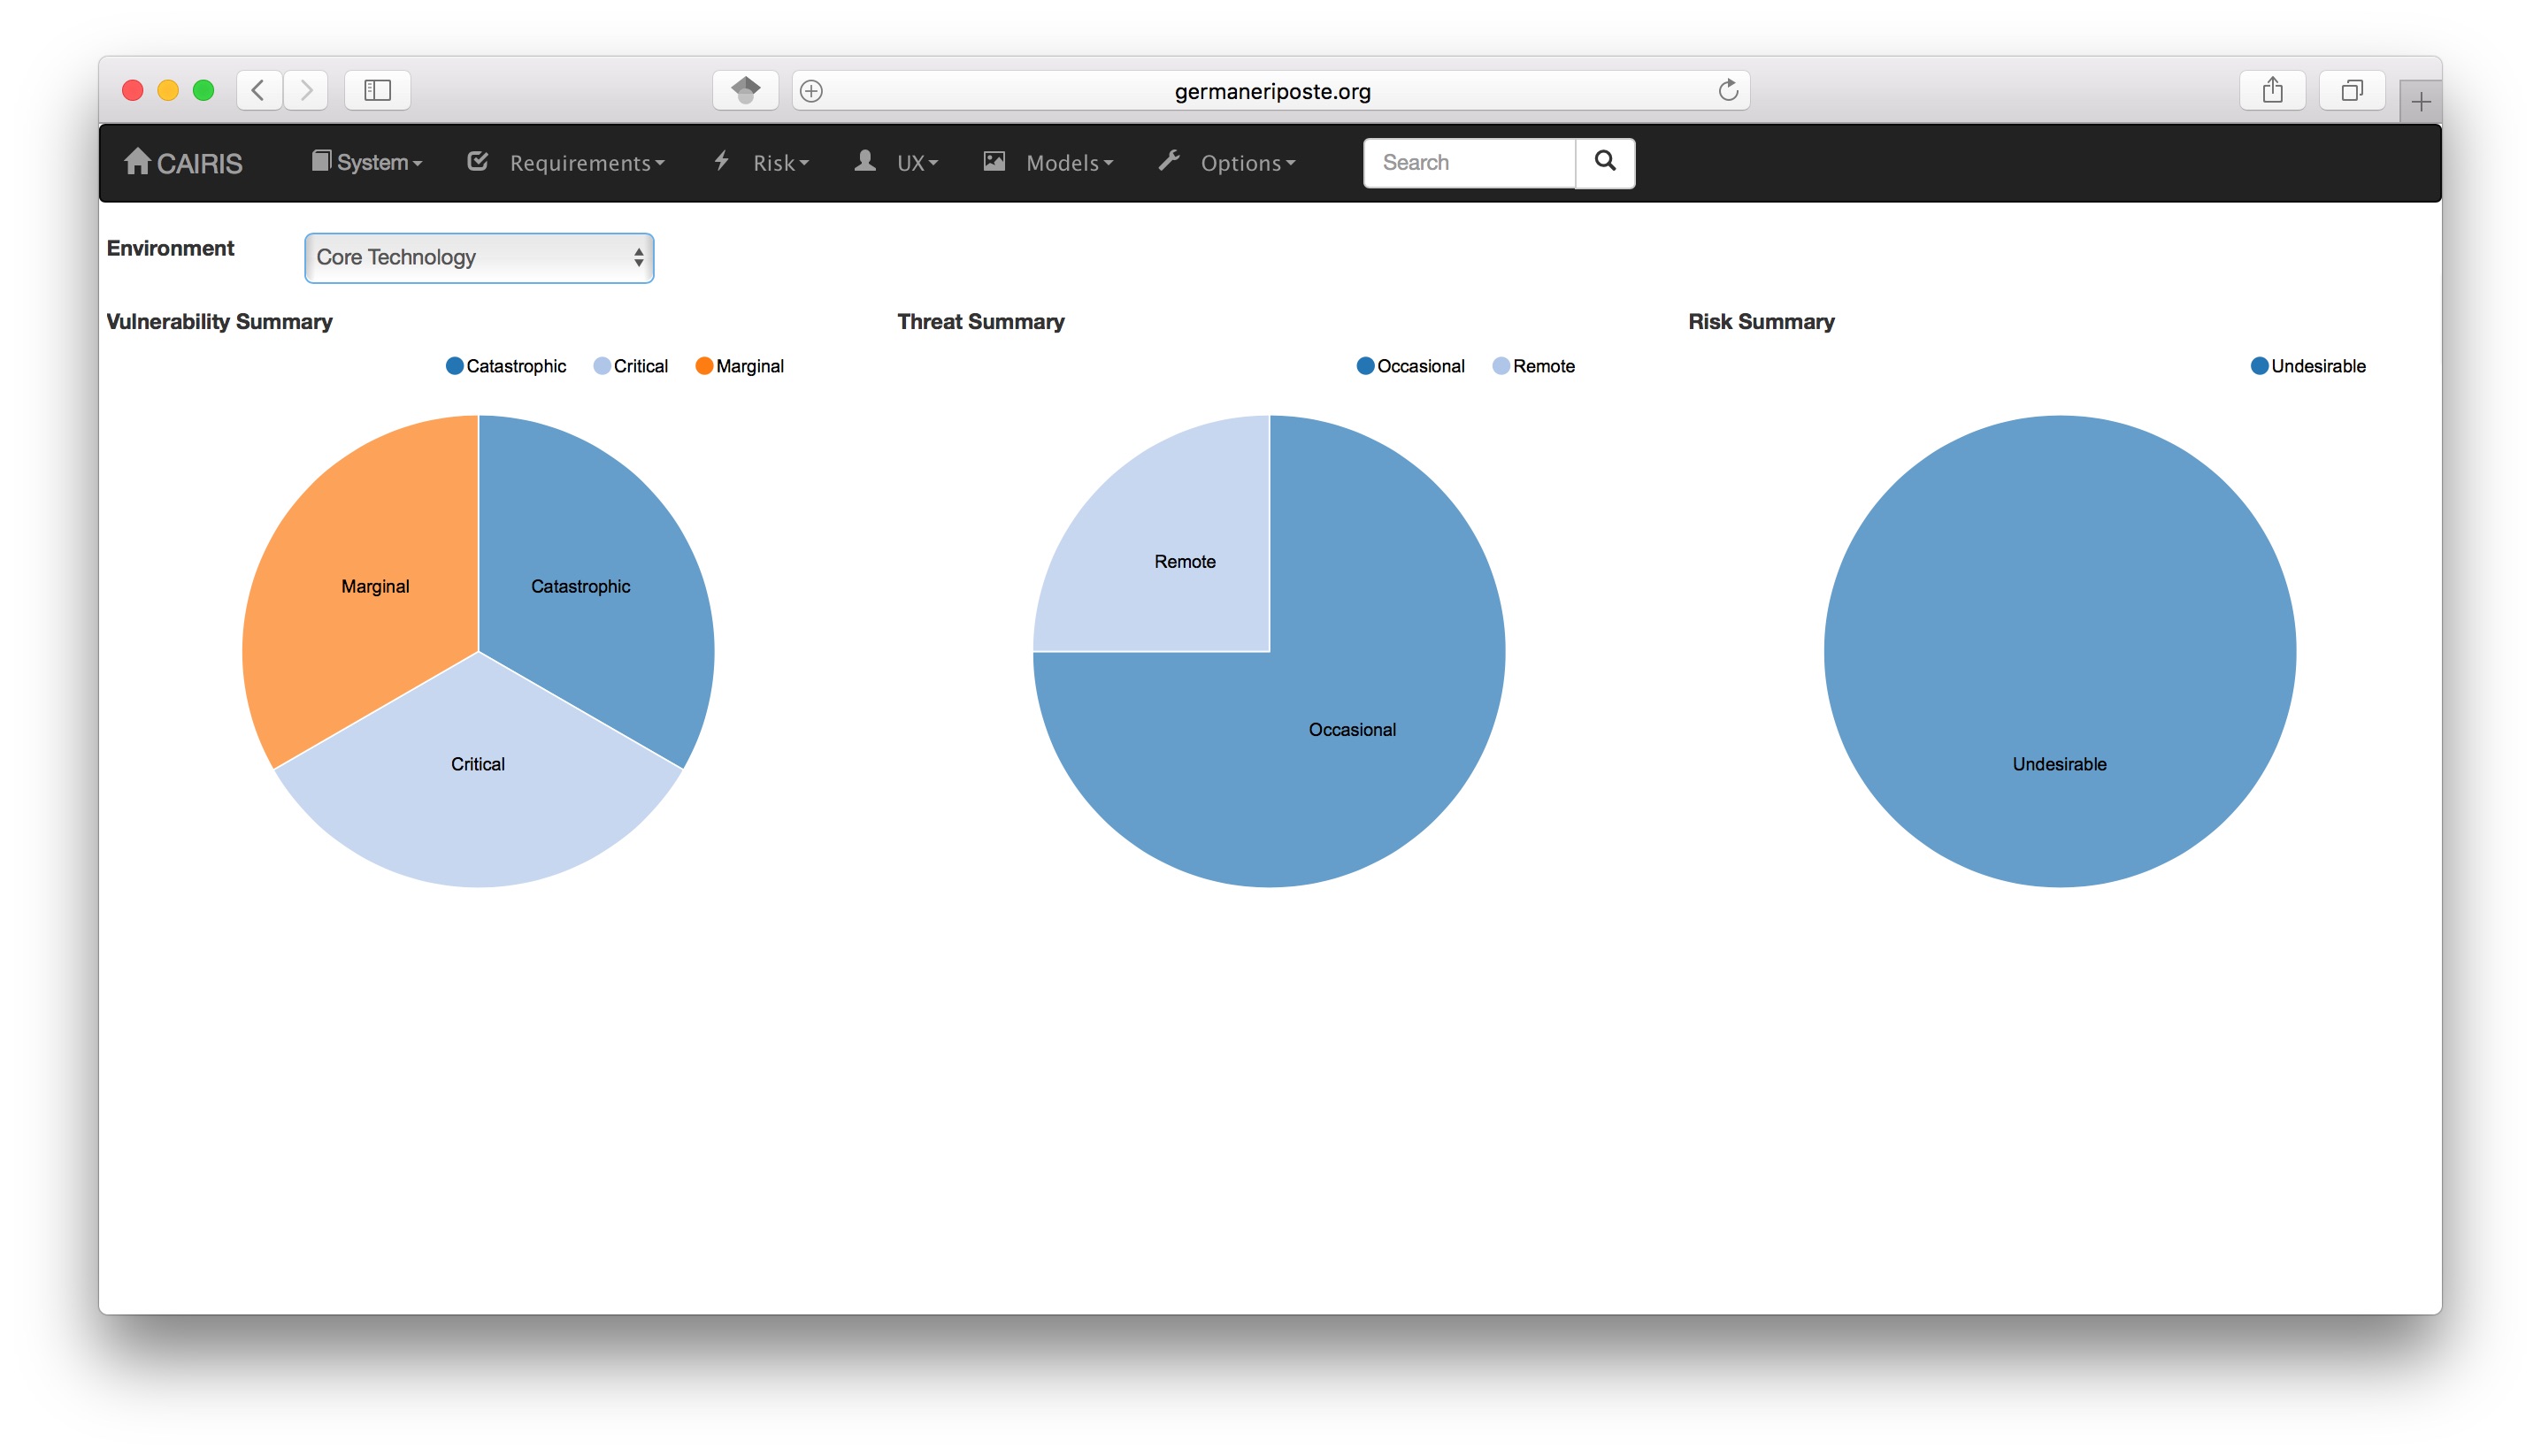 germaneriposte.org
CAIRIS System Requirements Risk UX Models Options Search
Environment Core Technology
Vulnerability Summary Threat Summary Risk Summary
Catastrophic Critical Marginal Occasional Remote Undesirable
Remote
Marginal Catastrophic
Occasional
Critical Undesirable